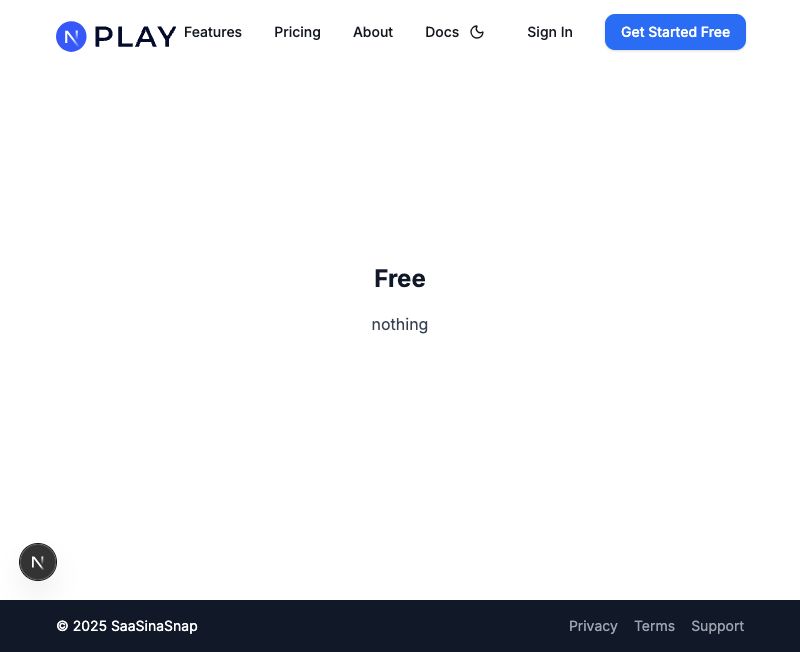 N PLAY Features Pricing About Docs Sign In Get Started Free
Free
nothing
N
© 2025 SaaSinaSnap Privacy Terms Support